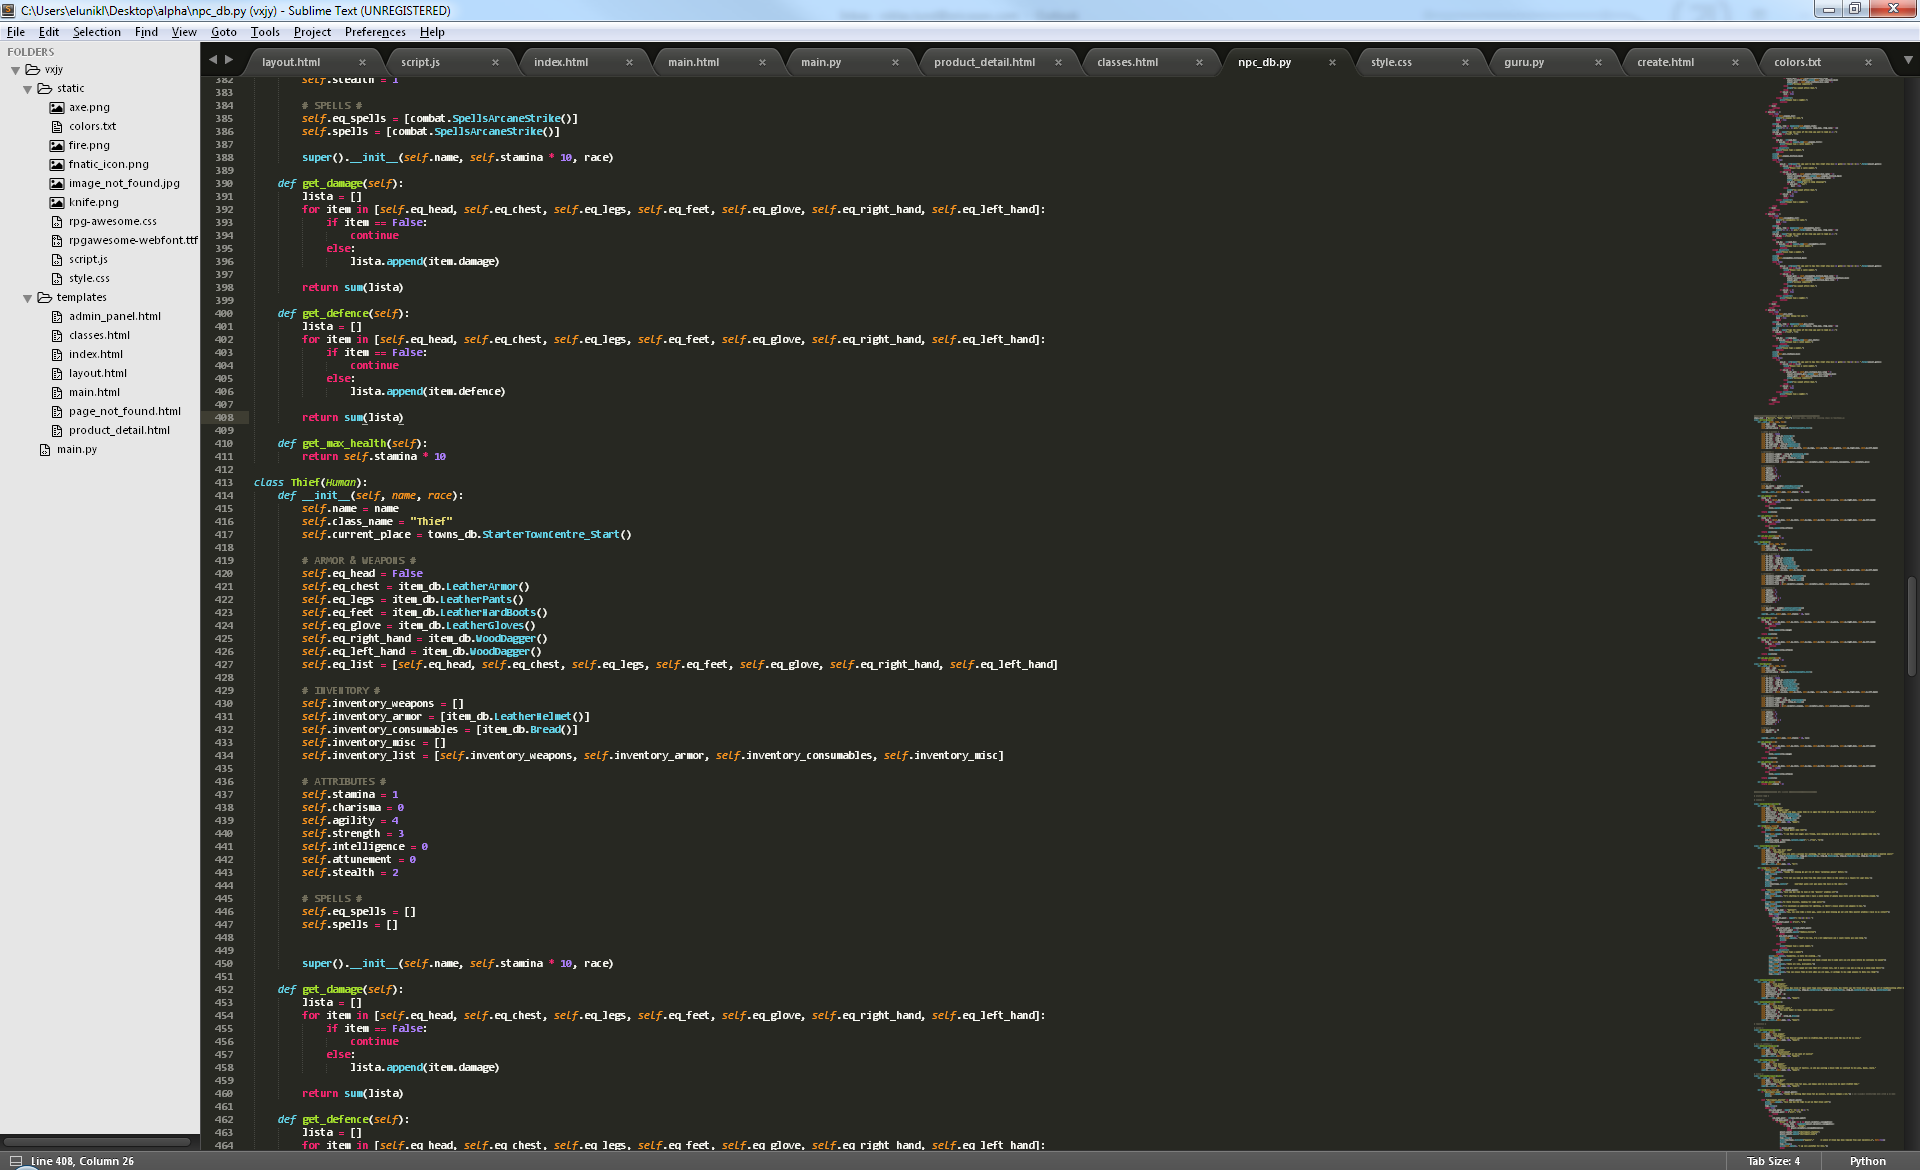 C:\Users\elunikl\Desktop\alpha\npc_db.py (vxjy) - Sublime Text (UNREGISTERED)
File Edit Selection Find View Goto Tools Project Preferences Help
FOLDERS
vxjy
static
axe.png
colors.txt
fire.png
fnatic_icon.png
image_not_found.jpg
knife.png
rpg-awesome.css
rpgawesome-webfont.ttf
script.js
style.css
templates
admin_panel.html
classes.html
index.html
layout.html
main.html
page_not_found.html
product_detail.html
main.py
layout.html script.js index.html main.html main.py product_detail.html classes.html npc_db.py style.css guru.py create.html colors.txt
382 self.stealth = 1
383
384 # SPELLS #
385 self.eq_spells = [combat.SpellsArcaneStrike()]
386 self.spells = [combat.SpellsArcaneStrike()]
387
388 super().__init__(self.name, self.stamina * 10, race)
389
390 def get_damage(self):
391 lista = []
392 for item in [self.eq_head, self.eq_chest, self.eq_legs, self.eq_feet, self.eq_glove, self.eq_right_hand, self.eq_left_hand]:
393 if item == False:
394 continue
395 else:
396 lista.append(item.damage)
397
398 return sum(lista)
399
400 def get_defence(self):
401 lista = []
402 for item in [self.eq_head, self.eq_chest, self.eq_legs, self.eq_feet, self.eq_glove, self.eq_right_hand, self.eq_left_hand]:
403 if item == False:
404 continue
405 else:
406 lista.append(item.defence)
407
408 return sum(lista)
409
410 def get_max_health(self):
411 return self.stamina * 10
412
413 class Thief(Human):
414 def __init__(self, name, race):
415 self.name = name
416 self.class_name = "Thief"
417 self.current_place = towns_db.StarterTownCentre_Start()
418
419 # ARMOR & WEAPONS #
420 self.eq_head = False
421 self.eq_chest = item_db.LeatherArmor()
422 self.eq_legs = item_db.LeatherPants()
423 self.eq_feet = item_db.LeatherHardBoots()
424 self.eq_glove = item_db.LeatherGloves()
425 self.eq_right_hand = item_db.WoodDagger()
426 self.eq_left_hand = item_db.WoodDagger()
427 self.eq_list = [self.eq_head, self.eq_chest, self.eq_legs, self.eq_feet, self.eq_glove, self.eq_right_hand, self.eq_left_hand]
428
429 # INVENTORY #
430 self.inventory_weapons = []
431 self.inventory_armor = [item_db.LeatherHelmet()]
432 self.inventory_consumables = [item_db.Bread()]
433 self.inventory_misc = []
434 self.inventory_list = [self.inventory_weapons, self.inventory_armor, self.inventory_consumables, self.inventory_misc]
435
436 # ATTRIBUTES #
437 self.stamina = 1
438 self.charisma = 0
439 self.agility = 4
440 self.strength = 3
441 self.intelligence = 0
442 self.attunement = 0
443 self.stealth = 2
444
445 # SPELLS #
446 self.eq_spells = []
447 self.spells = []
448
449
450 super().__init__(self.name, self.stamina * 10, race)
451
452 def get_damage(self):
453 lista = []
454 for item in [self.eq_head, self.eq_chest, self.eq_legs, self.eq_feet, self.eq_glove, self.eq_right_hand, self.eq_left_hand]:
455 if item == False:
456 continue
457 else:
458 lista.append(item.damage)
459
460 return sum(lista)
461
462 def get_defence(self):
463 lista = []
464 for item in [self.eq_head, self.eq_chest, self.eq_legs, self.eq_feet, self.eq_glove, self.eq_right_hand, self.eq_left_hand]:
Line 408, Column 26 Tab Size: 4 Python